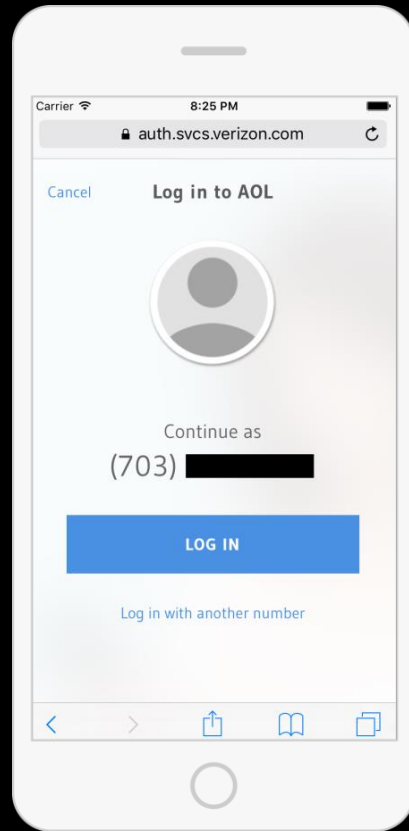 Carrier 8:25 PM
auth.svcs.verizon.com
Cancel Log in to AOL
Continue as
(703)
LOG IN
Log in with another number